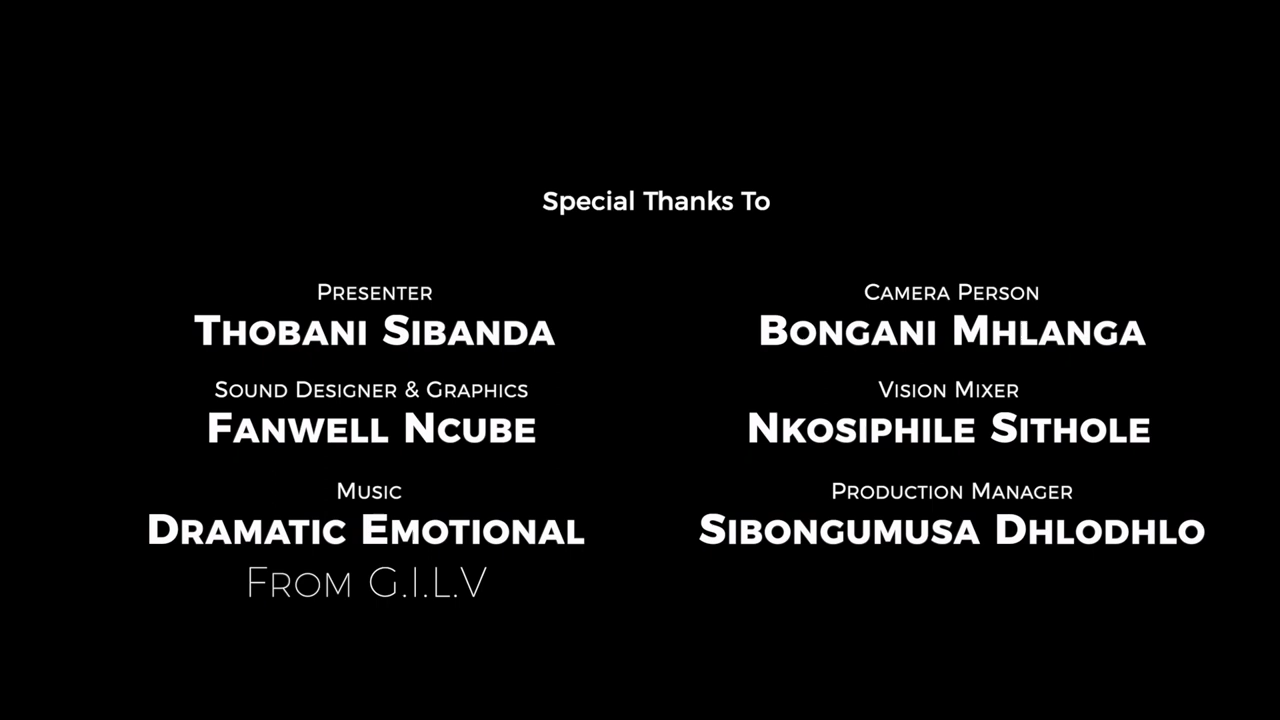 Special Thanks To
Presenter
Thobani Sibanda
Camera Person
Bongani Mhlanga
Sound Designer & Graphics
Fanwell Ncube
Vision Mixer
Nkosiphile Sithole
Music
Dramatic Emotional
From G.I.L.V
Production Manager
Sibongumusa Dhlodhlo